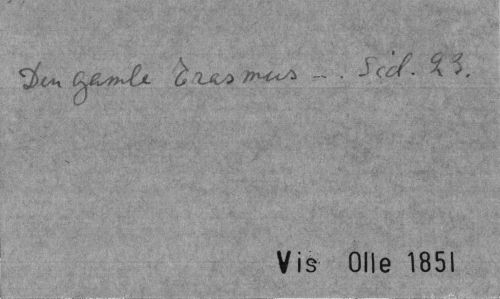 Den gamle Erasmus - . . Sid. 23.
Vis Olle 1851